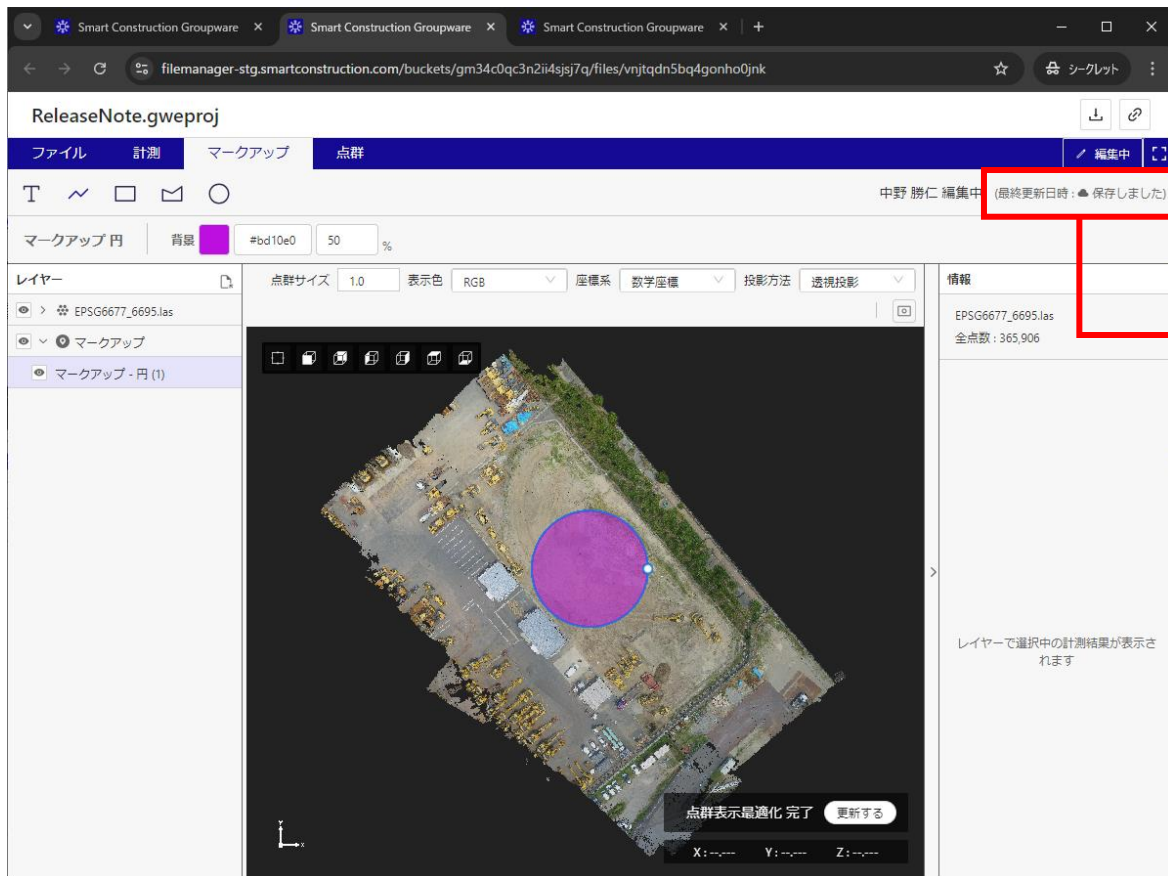 Smart Construction Groupware
Smart Construction Groupware
Smart Construction Groupware
filemanager-stg.smartconstruction.com/buckets/gm34c0qc3n2ii4sjsj7q/files/vnjtqdn5bq4gonho0jnk
シークレット
ReleaseNote.gweproj
ファイル 計測 マークアップ 点群 編集中
T
中野 勝仁 編集中 (最終更新日時 : 保存しました)
マークアップ 円 背景 #bd10e0 50 %
レイヤー
点群サイズ 1.0 表示色 RGB 座標系 数学座標 投影方法 透視投影
情報
EPSG6677_6695.las
マークアップ
マークアップ - 円 (1)
EPSG6677_6695.las
全点数 : 365,906
レイヤーで選択中の計測結果が表示さ
れます
点群表示最適化 完了 更新する
Y
X
X : --.--- Y : --.--- Z : --.---